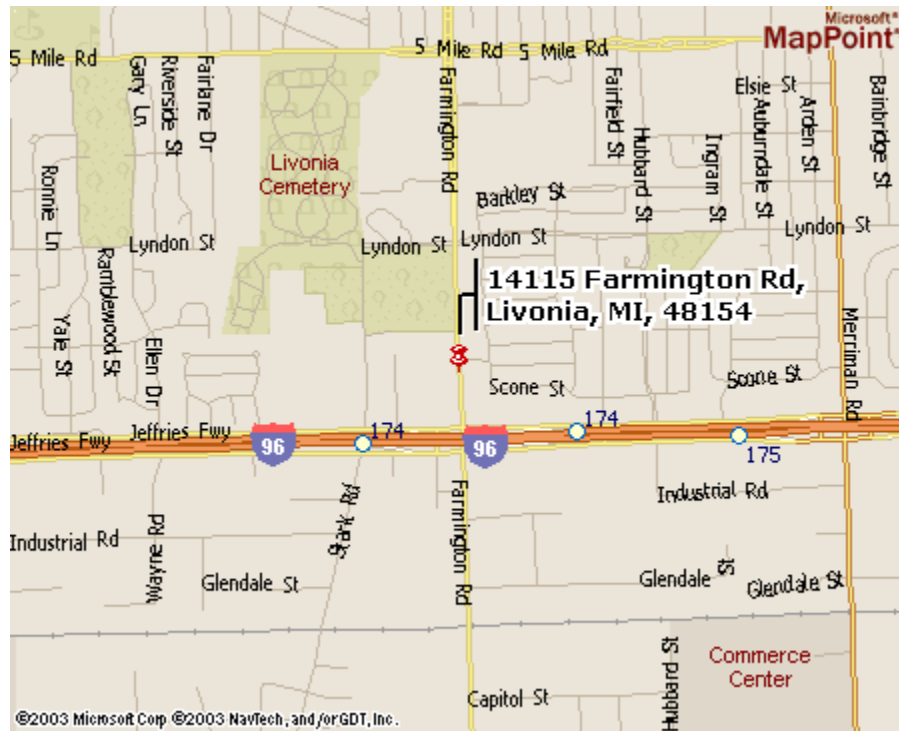 Microsoft®
MapPoint®
5 Mile Rd
5 Mile Rd
5 Mile Rd
Gary Ln
Riverside St
Fairlane Dr
Farmington Rd
Fairfield St
Hubbard St
Ingram St
Elsie St
Auburndale St
Arden St
Bainbridge St
Livonia
Cemetery
Ronnie Ln
Barkley St
Lyndon St
Lyndon St
Lyndon St
Lyndon St
Ramblewood St
Yale St
Ellen Dr
14115 Farmington Rd,
Livonia, MI, 48154
Merriman Rd
Scone St
Scone St
Jeffries Fwy
Jeffries Fwy
96
174
96
174
175
Industrial Rd
Industrial Rd
Wayne Rd
Stark Rd
Farmington Rd
Glendale St
Glendale St
Glendale St
Hubbard St
Commerce
Center
Capitol St
©2003 Microsoft Corp ©2003 NavTech, and/or GDT, Inc.